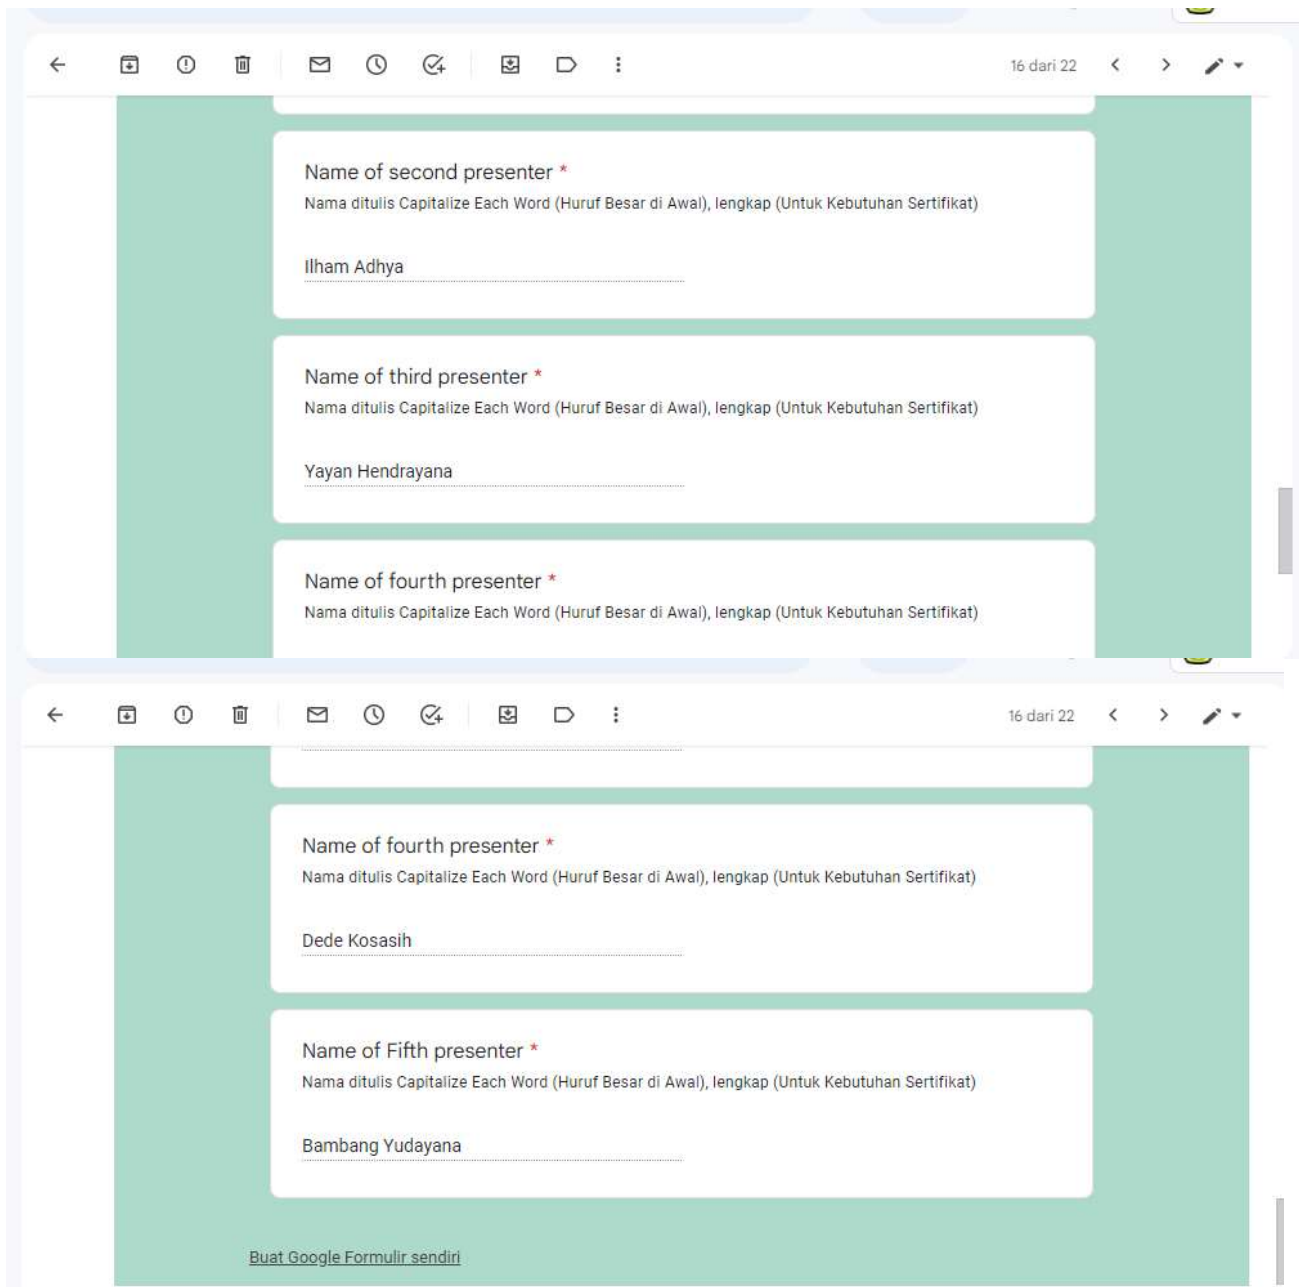 16 dari 22
Name of second presenter *
Nama ditulis Capitalize Each Word (Huruf Besar di Awal), lengkap (Untuk Kebutuhan Sertifikat)
Ilham Adhya
Name of third presenter *
Nama ditulis Capitalize Each Word (Huruf Besar di Awal), lengkap (Untuk Kebutuhan Sertifikat)
Yayan Hendrayana
Name of fourth presenter *
Nama ditulis Capitalize Each Word (Huruf Besar di Awal), lengkap (Untuk Kebutuhan Sertifikat)
16 dari 22
Name of fourth presenter *
Nama ditulis Capitalize Each Word (Huruf Besar di Awal), lengkap (Untuk Kebutuhan Sertifikat)
Dede Kosasih
Name of Fifth presenter *
Nama ditulis Capitalize Each Word (Huruf Besar di Awal), lengkap (Untuk Kebutuhan Sertifikat)
Bambang Yudayana
Buat Google Formulir sendiri